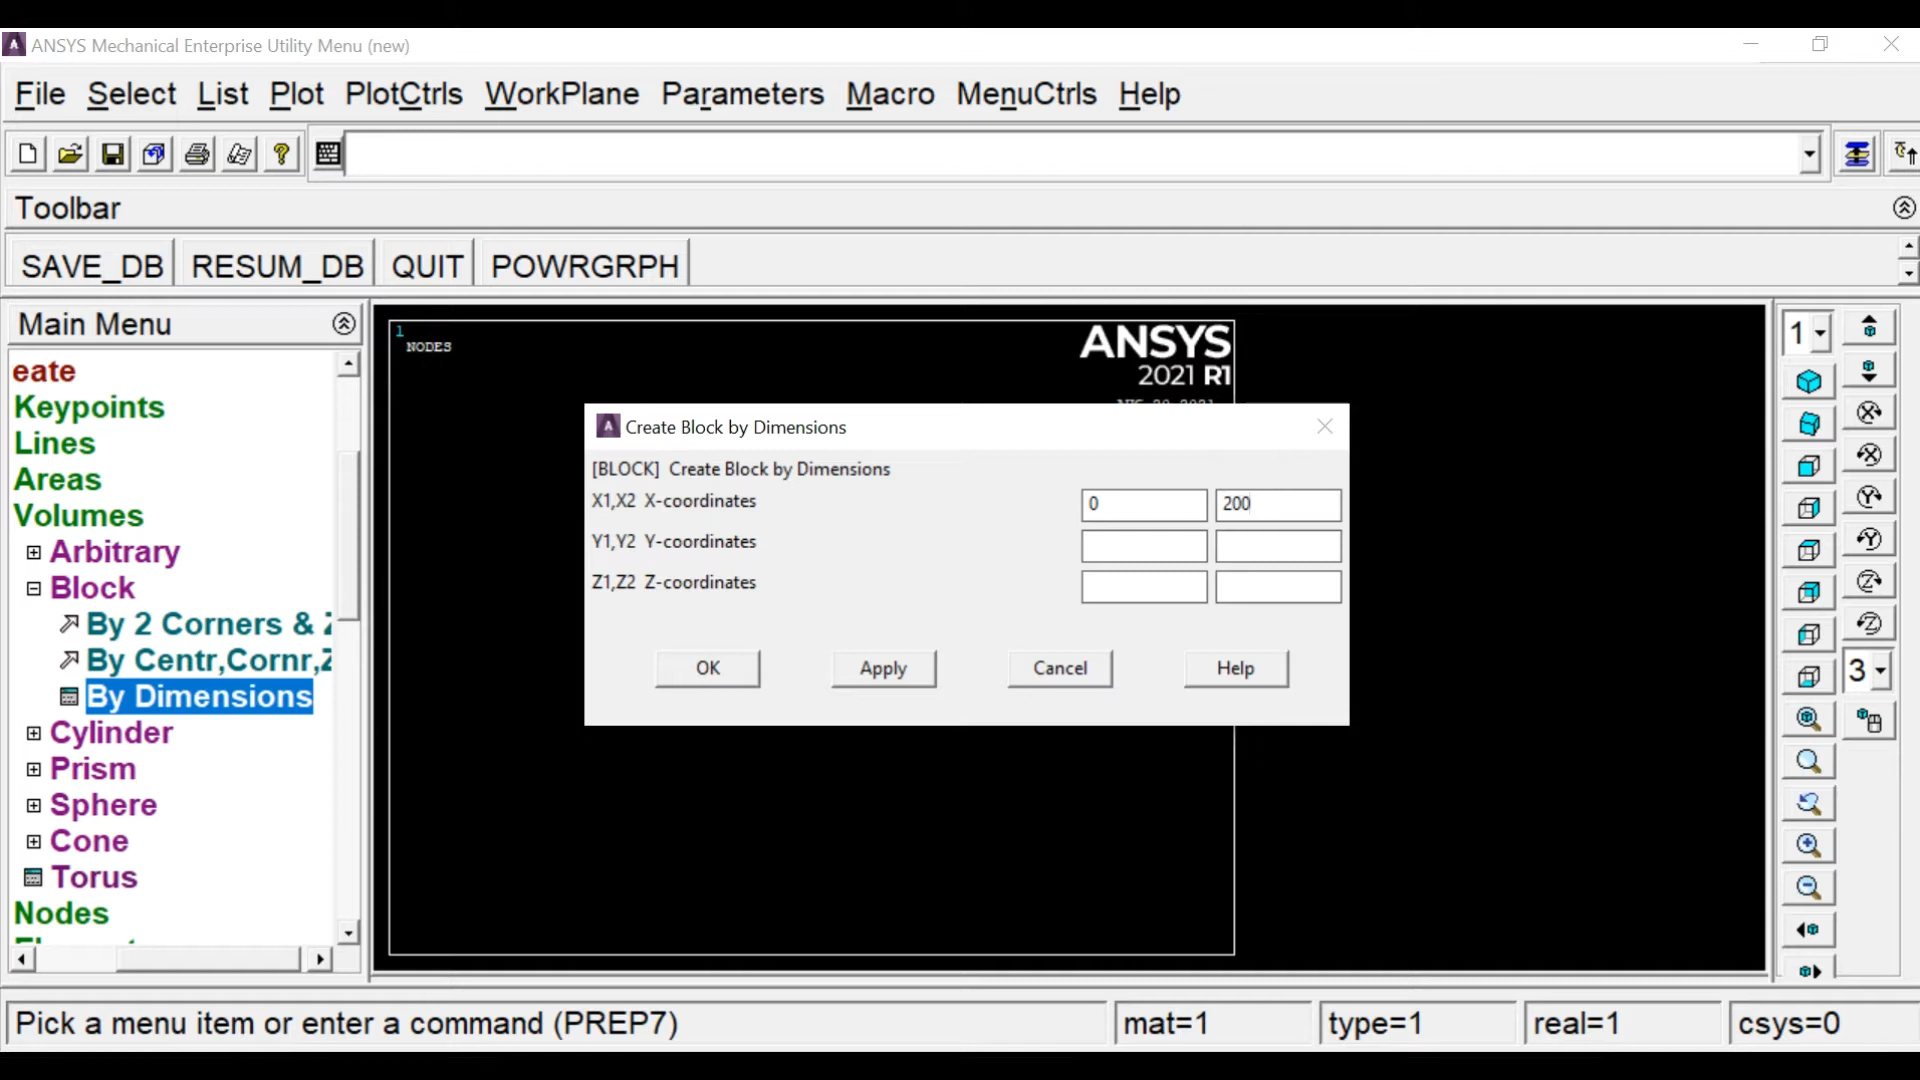 ANSYS Mechanical Enterprise Utility Menu (new)
File Select List Plot PlotCtrls WorkPlane Parameters Macro MenuCtrls Help
Toolbar
SAVE_DB RESUM_DB QUIT POWRGRPH
Main Menu
eate
Keypoints
Lines
Areas
Volumes
Arbitrary
Block
By 2 Corners &
By Centr,Cornr,Z
By Dimensions
Cylinder
Prism
Sphere
Cone
Torus
Nodes
1
NODES
ANSYS
2021 R1
Create Block by Dimensions
[BLOCK] Create Block by Dimensions
X1,X2 X-coordinates 0 200
Y1,Y2 Y-coordinates
Z1,Z2 Z-coordinates
OK Apply Cancel Help
1
3
Pick a menu item or enter a command (PREP7) mat=1 type=1 real=1 csys=0